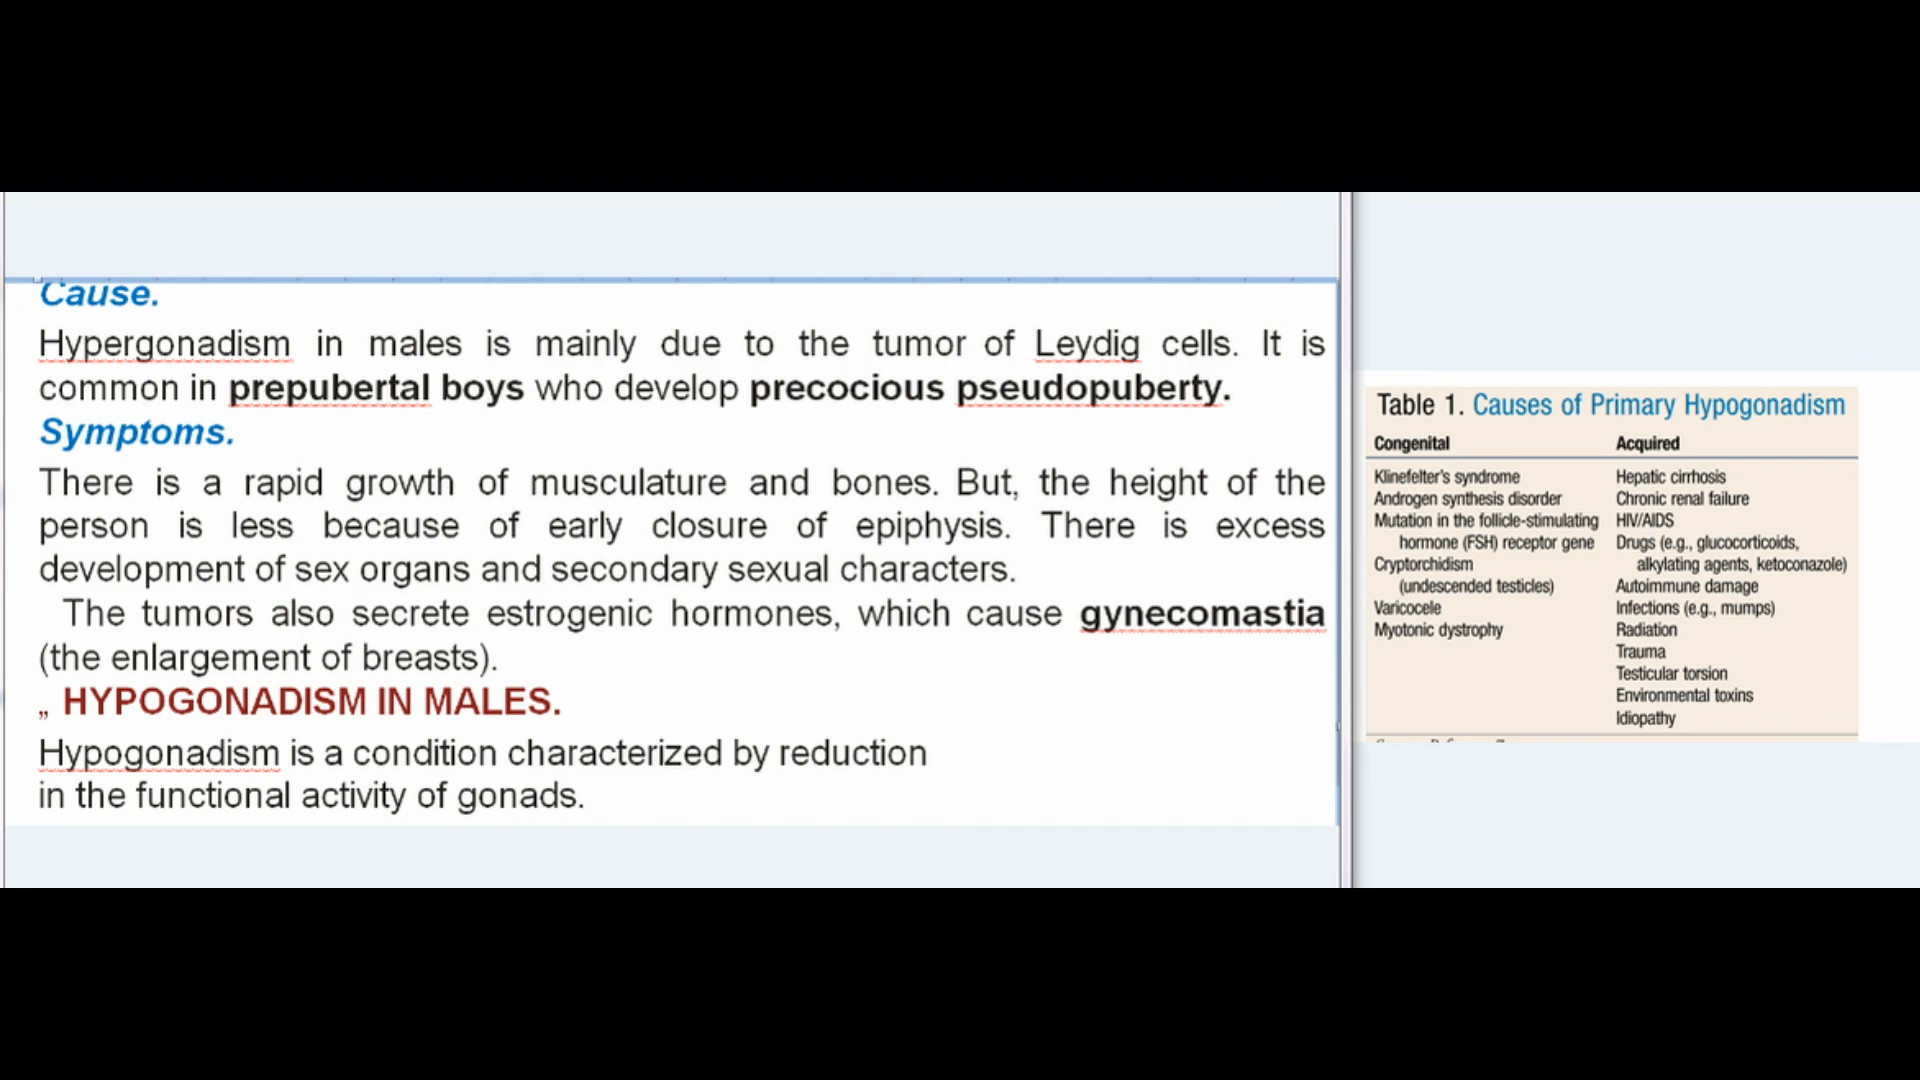 Cause.
Hypergonadism in males is mainly due to the tumor of Leydig cells. It is
common in prepubertal boys who develop precocious pseudopuberty.
Symptoms.
There is a rapid growth of musculature and bones. But, the height of the
person is less because of early closure of epiphysis. There is excess
development of sex organs and secondary sexual characters.
The tumors also secrete estrogenic hormones, which cause gynecomastia
(the enlargement of breasts).
„ HYPOGONADISM IN MALES.
Hypogonadism is a condition characterized by reduction
in the functional activity of gonads.
Table 1. Causes of Primary Hypogonadism
Congenital
Klinefelter's syndrome
Androgen synthesis disorder
Mutation in the follicle-stimulating
hormone (FSH) receptor gene
Cryptorchidism
(undescended testicles)
Varicocele
Myotonic dystrophy
Acquired
Hepatic cirrhosis
Chronic renal failure
HIV/AIDS
Drugs (e.g., glucocorticoids,
alkylating agents, ketoconazole)
Autoimmune damage
Infections (e.g., mumps)
Radiation
Trauma
Testicular torsion
Environmental toxins
Idiopathy